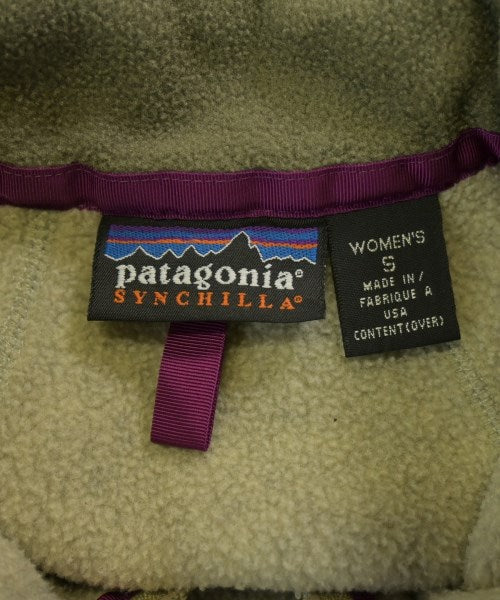 patagonia®
SYNCHILLA®
WOMEN'S
S
MADE IN/
FABRIQUE A
USA
CONTENT(OVER)